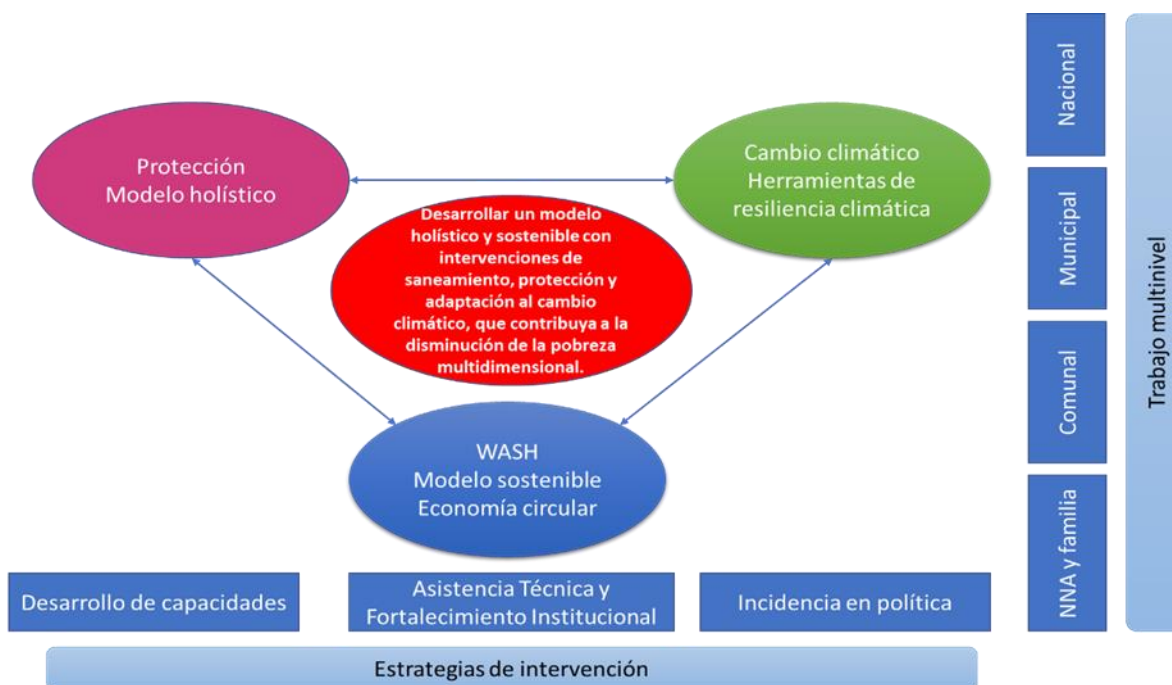 Protección
Modelo holístico
Cambio climático
Herramientas de
resiliencia climática
Desarrollar un modelo
holístico y sostenible con
intervenciones de
saneamiento, protección y
adaptación al cambio
climático, que contribuya a la
disminución de la pobreza
multidimensional.
WASH
Modelo sostenible
Economía circular
Desarrollo de capacidades
Asistencia Técnica y
Fortalecimiento Institucional
Incidencia en política
Estrategias de intervención
Nacional
Municipal
Comunal
NNA y familia
Trabajo multinivel